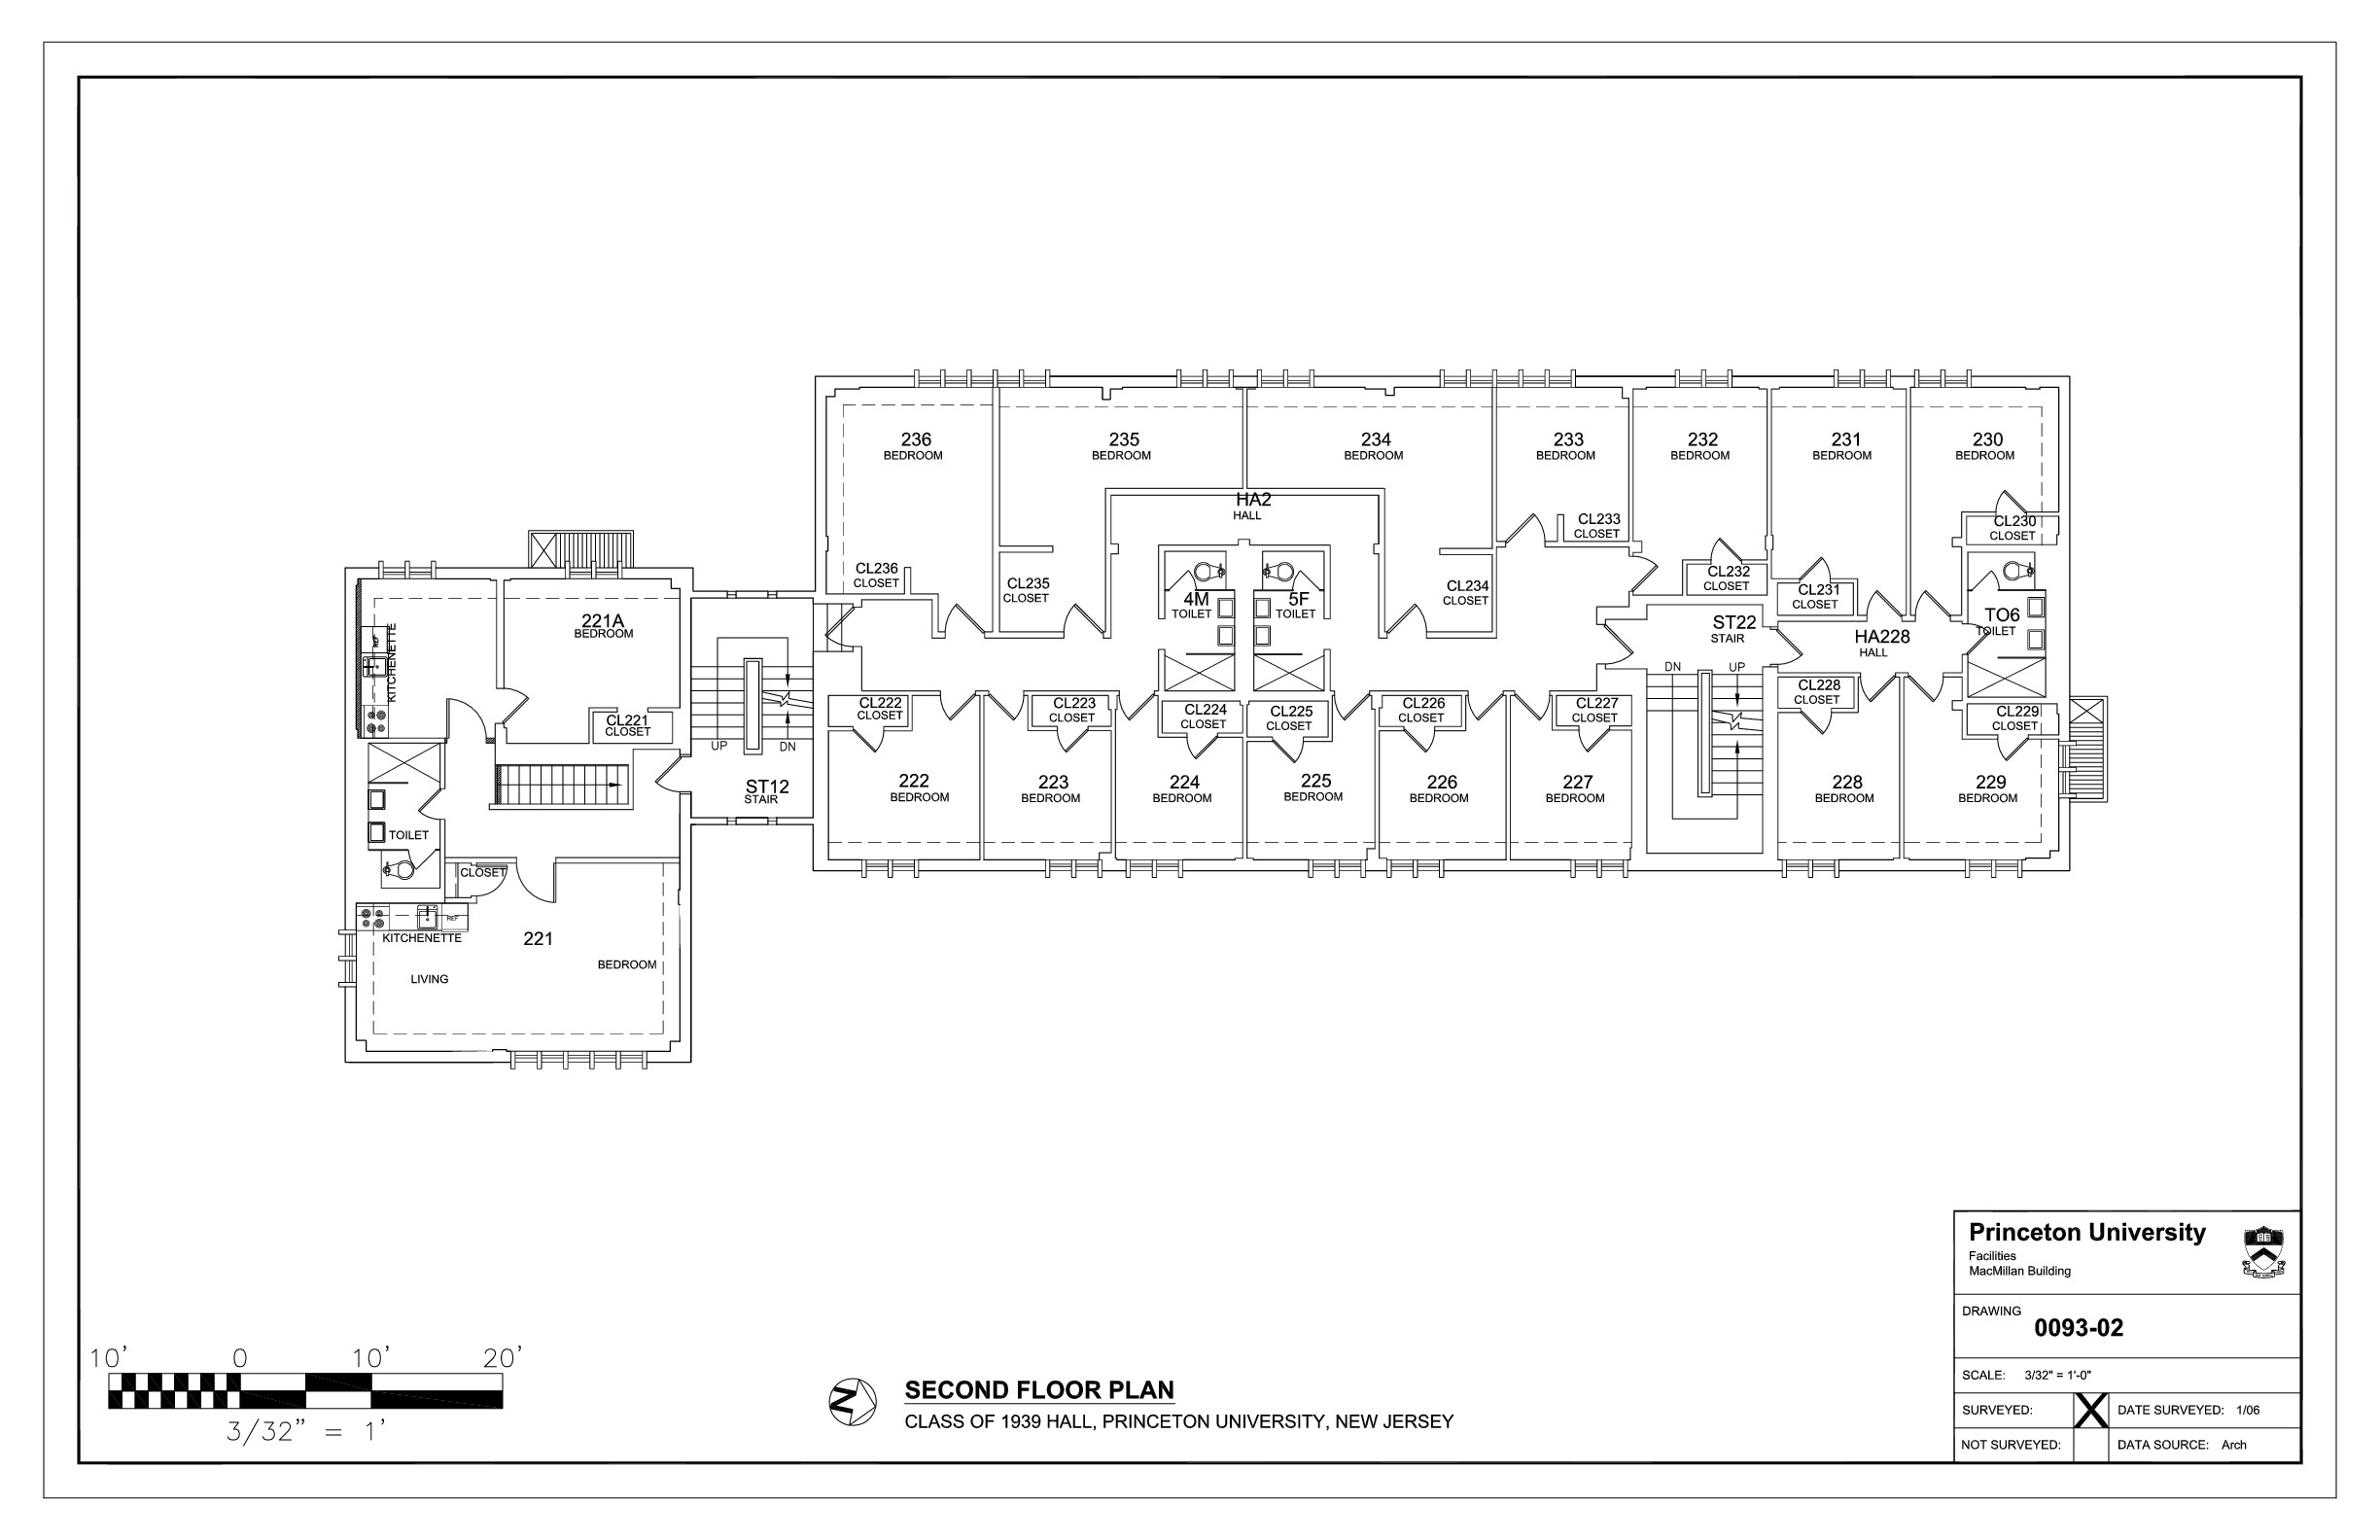 236
BEDROOM
235
BEDROOM
234
BEDROOM
233
BEDROOM
232
BEDROOM
231
BEDROOM
230
BEDROOM
HA2
HALL
CL233
CLOSET
CL230
CLOSET
CL236
CLOSET
CL235
CLOSET
4M
TOILET
5F
TOILET
CL234
CLOSET
CL232
CLOSET
CL231
CLOSET
221A
BEDROOM
REF
KITCHENETTE
ST22
STAIR
HA228
HALL
TO6
TOILET
DN
UP
CL221
CLOSET
CL222
CLOSET
CL223
CLOSET
CL224
CLOSET
CL225
CLOSET
CL226
CLOSET
CL227
CLOSET
CL228
CLOSET
CL229
CLOSET
UP
DN
ST12
STAIR
222
BEDROOM
223
BEDROOM
224
BEDROOM
225
BEDROOM
226
BEDROOM
227
BEDROOM
228
BEDROOM
229
BEDROOM
TOILET
CLOSET
REF
KITCHENETTE
221
BEDROOM
LIVING
10' 0 10' 20'
3/32" = 1'
N
SECOND FLOOR PLAN
CLASS OF 1939 HALL, PRINCETON UNIVERSITY, NEW JERSEY
Princeton University
Facilities
MacMillan Building
DRAWING
0093-02
SCALE: 3/32" = 1'-0"
SURVEYED: X DATE SURVEYED: 1/06
NOT SURVEYED: DATA SOURCE: Arch